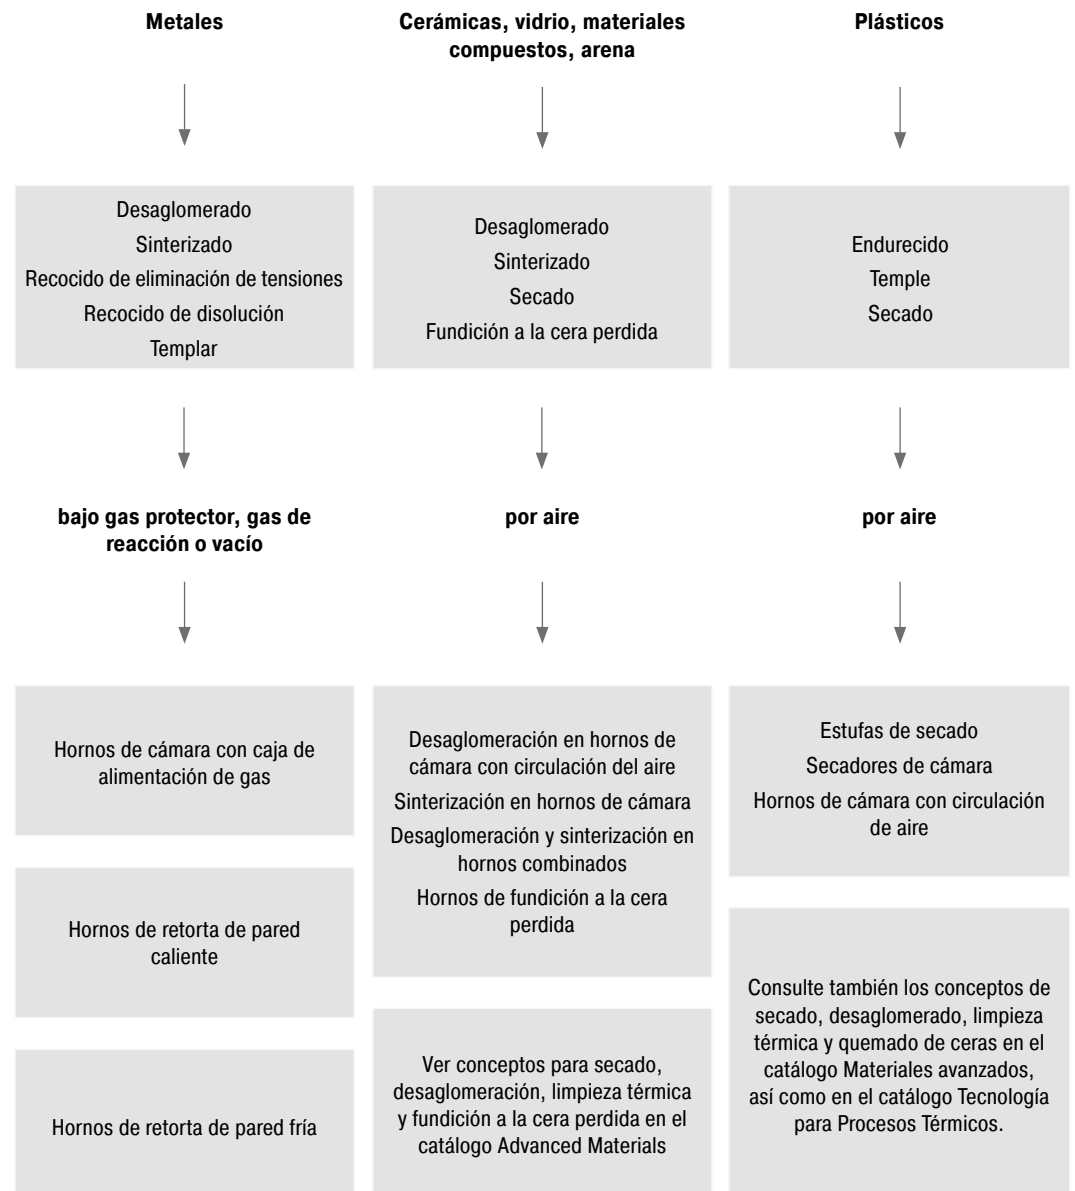 Metales
Cerámicas, vidrio, materiales
compuestos, arena
Plásticos
Desaglomerado
Sinterizado
Recocido de eliminación de tensiones
Recocido de disolución
Templar
Desaglomerado
Sinterizado
Secado
Fundición a la cera perdida
Endurecido
Temple
Secado
bajo gas protector, gas de
reacción o vacío
por aire
por aire
Hornos de cámara con caja de
alimentación de gas
Hornos de retorta de pared
caliente
Hornos de retorta de pared fría
Desaglomeración en hornos de
cámara con circulación del aire
Sinterización en hornos de cámara
Desaglomeración y sinterización en
hornos combinados
Hornos de fundición a la cera
perdida
Ver conceptos para secado,
desaglomeración, limpieza térmica
y fundición a la cera perdida en el
catálogo Advanced Materials
Estufas de secado
Secadores de cámara
Hornos de cámara con circulación
de aire
Consulte también los conceptos de
secado, desaglomerado, limpieza
térmica y quemado de ceras en el
catálogo Materiales avanzados,
así como en el catálogo Tecnología
para Procesos Térmicos.